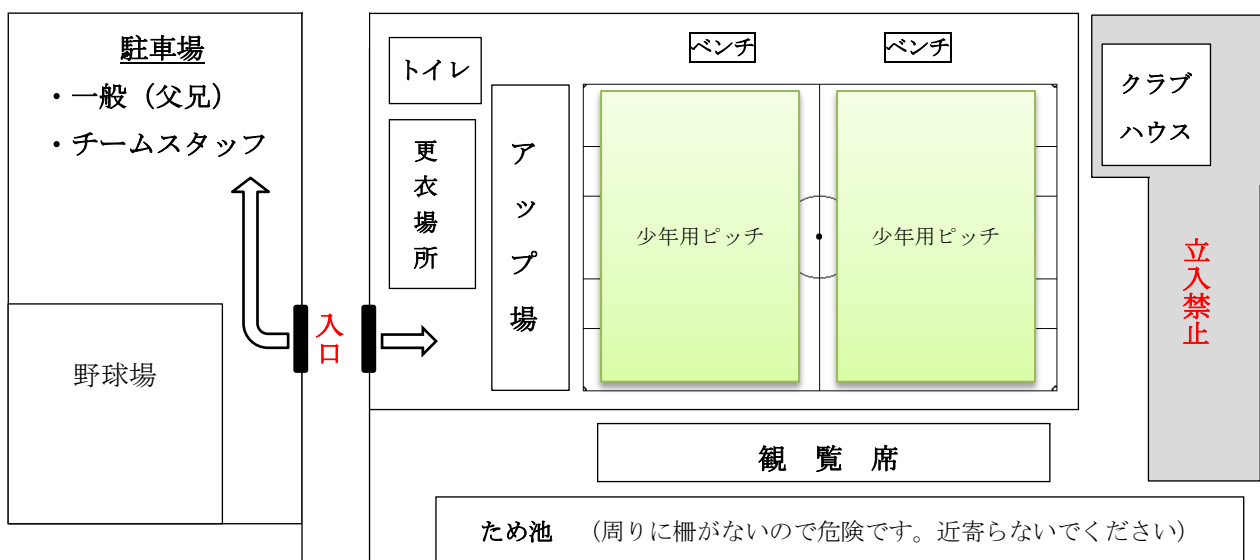 駐車場
・一般（父兄）
・チームスタッフ
野球場
入口
トイレ
更衣場所
アップ場
ベンチ
ベンチ
少年用ピッチ
少年用ピッチ
クラブ
ハウス
立入禁止
観覧席
ため池　（周りに柵がないので危険です。近寄らないでください）